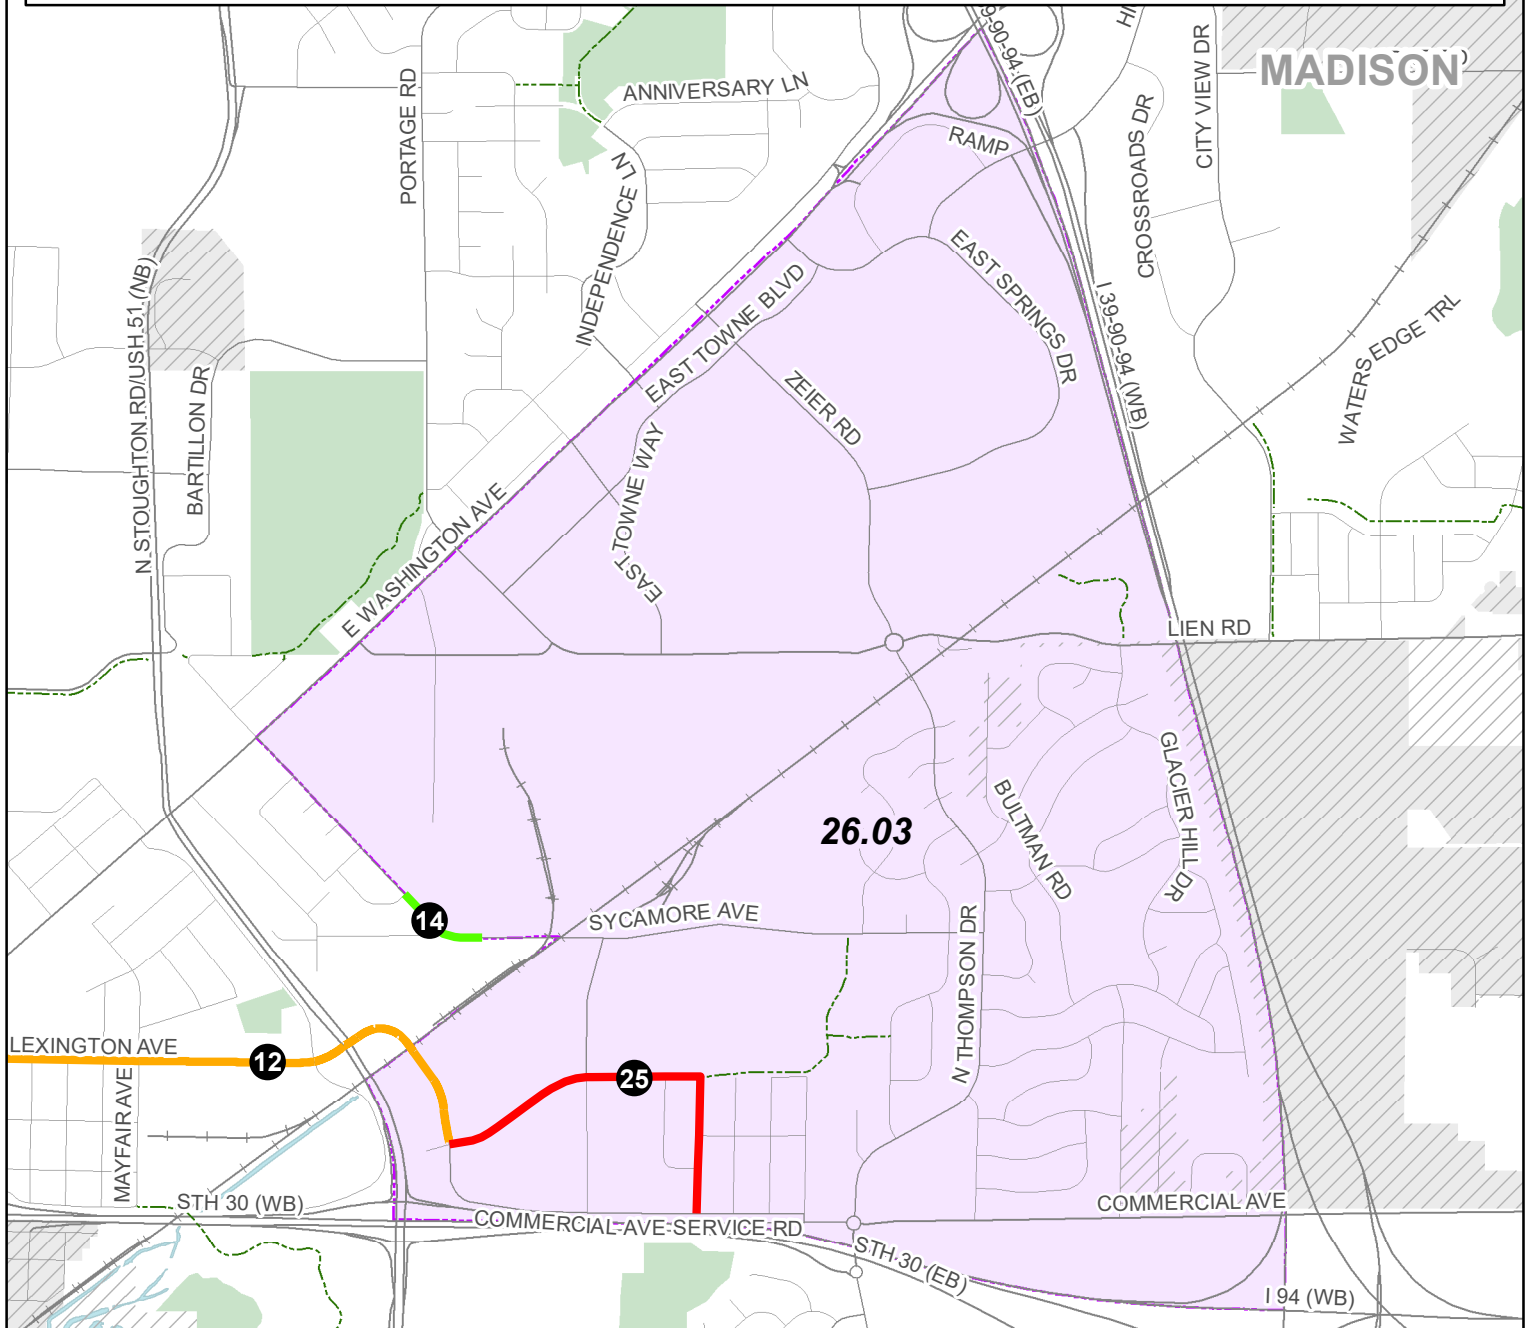 39-90-94 (EB)
MADISON
ANNIVERSARY LN
PORTAGE RD
RAMP
CROSSROADS DR
CITY VIEW DR
INDEPENDENCE LN
N STOUGHTON RD/USH 51 (NB)
EAST TOWNE BLVD
EAST SPRINGS DR
I 39-90-94 (WB)
WATERS EDGE TRL
BARTILLON DR
ZEIER RD
EAST TOWNE WAY
EAST
E WASHINGTON AVE
LIEN RD
GLACIER HILL DR
BULTMAN RD
26.03
14
SYCAMORE AVE
N THOMPSON DR
LEXINGTON AVE
12
25
MAYFAIR AVE
STH 30 (WB)
COMMERCIAL AVE
COMMERCIAL AVE SERVICE RD
STH 30 (EB)
I 94 (WB)